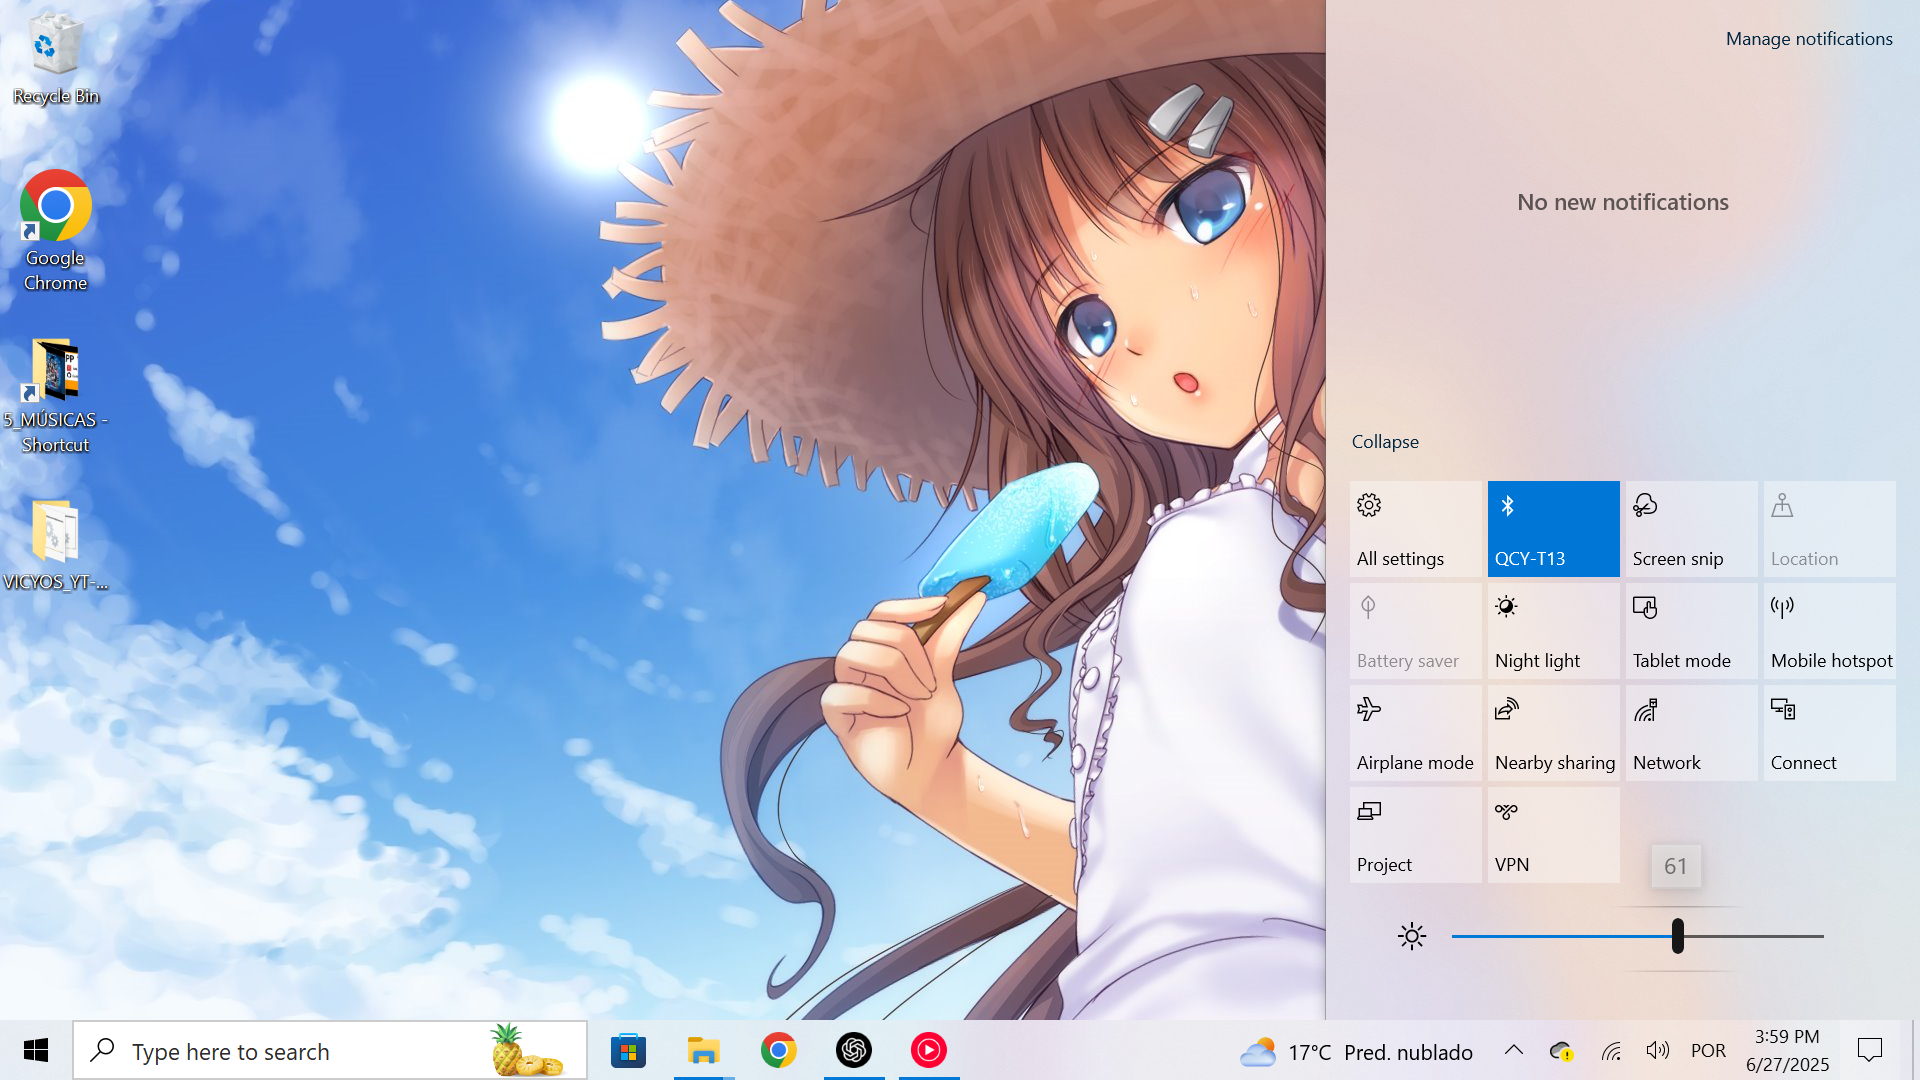 Recycle Bin
Google
Chrome
5_MÚSICAS -
Shortcut
VICYOS_YT-...
Manage notifications
No new notifications
Collapse
All settings
QCY-T13
Screen snip
Location
Battery saver
Night light
Tablet mode
Mobile hotspot
Airplane mode
Nearby sharing
Network
Connect
Project
VPN
61
Type here to search
17°C Pred. nublado
POR
3:59 PM
6/27/2025